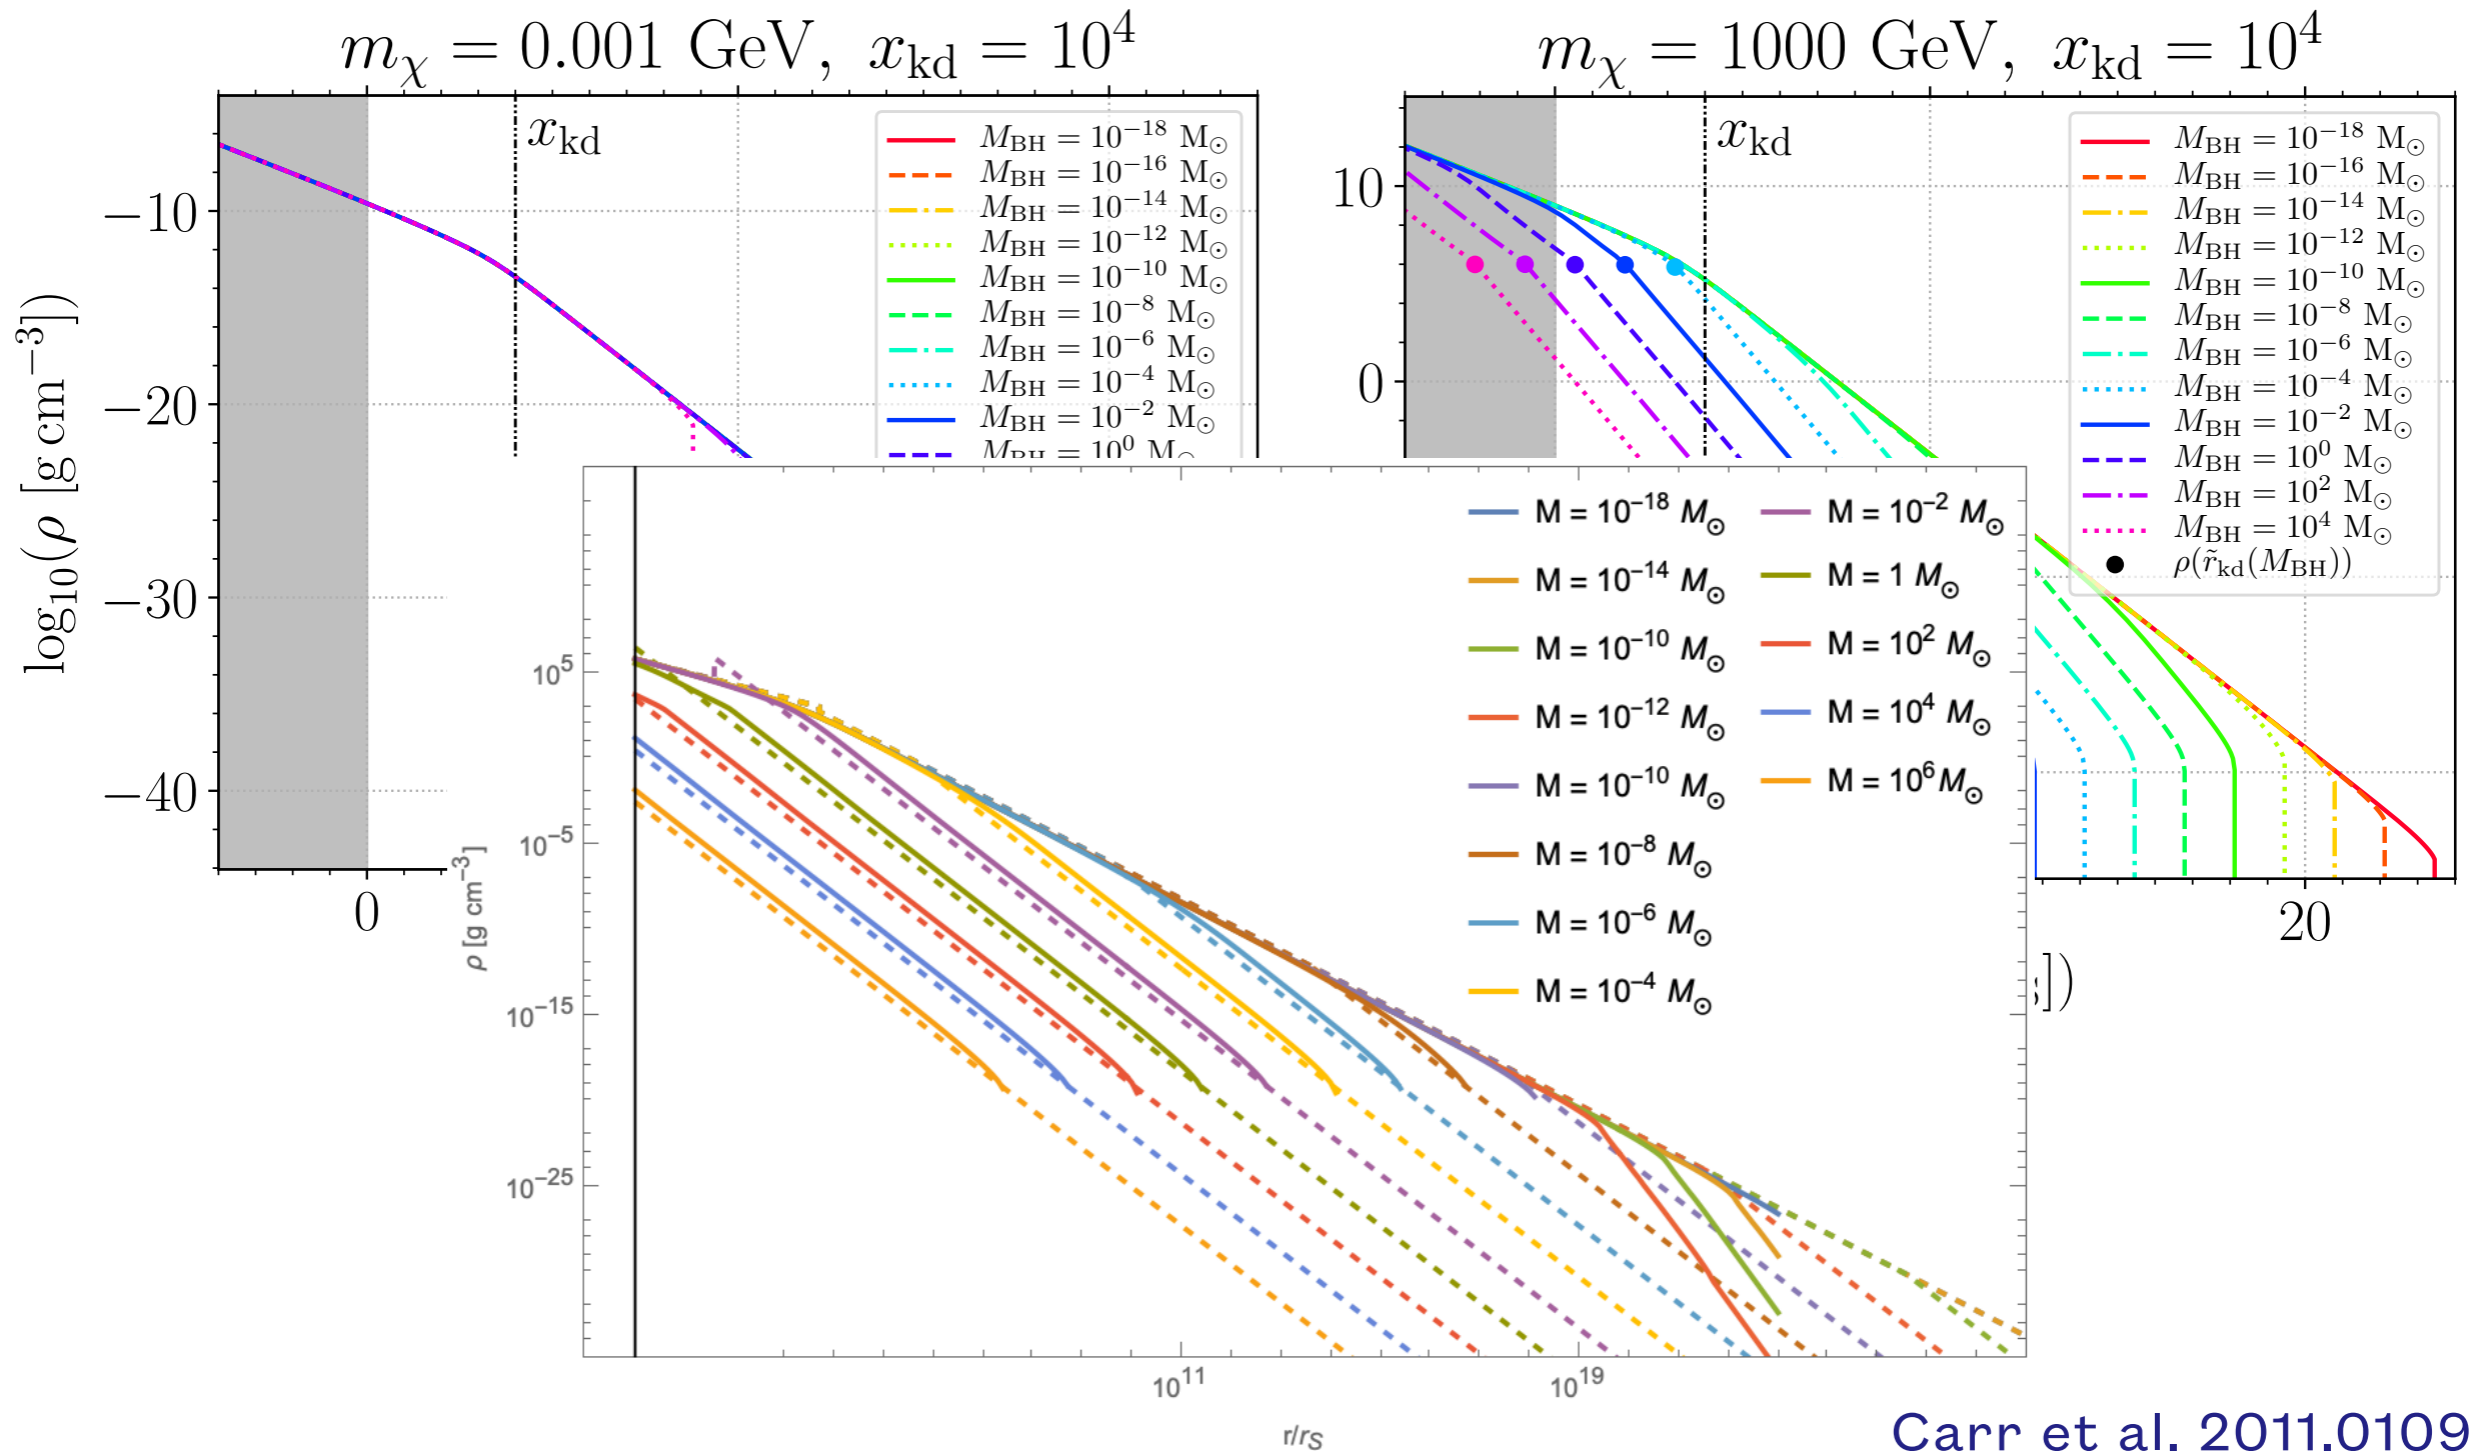 m_χ = 0.001 GeV, x_kd = 10^4
x_kd
M_BH = 10^−18 M_⊙
M_BH = 10^−16 M_⊙
M_BH = 10^−14 M_⊙
M_BH = 10^−12 M_⊙
M_BH = 10^−10 M_⊙
M_BH = 10^−8 M_⊙
M_BH = 10^−6 M_⊙
M_BH = 10^−4 M_⊙
M_BH = 10^−2 M_⊙
M_BH = 10^0 M_⊙
log_10(ρ [g cm^−3])
−10
−20
−30
−40
0
m_χ = 1000 GeV, x_kd = 10^4
x_kd
M_BH = 10^−18 M_⊙
M_BH = 10^−16 M_⊙
M_BH = 10^−14 M_⊙
M_BH = 10^−12 M_⊙
M_BH = 10^−10 M_⊙
M_BH = 10^−8 M_⊙
M_BH = 10^−6 M_⊙
M_BH = 10^−4 M_⊙
M_BH = 10^−2 M_⊙
M_BH = 10^0 M_⊙
M_BH = 10^2 M_⊙
M_BH = 10^4 M_⊙
ρ(r̃_kd(M_BH))
10
0
20
])
M = 10^−18 M_⊙
M = 10^−14 M_⊙
M = 10^−10 M_⊙
M = 10^−12 M_⊙
M = 10^−10 M_⊙
M = 10^−8 M_⊙
M = 10^−6 M_⊙
M = 10^−4 M_⊙
M = 10^−2 M_⊙
M = 1 M_⊙
M = 10^2 M_⊙
M = 10^4 M_⊙
M = 10^6 M_⊙
ρ [g cm^−3]
10^5
10^−5
10^−15
10^−25
10^11
10^19
r/r_S
Carr et al. 2011.0109